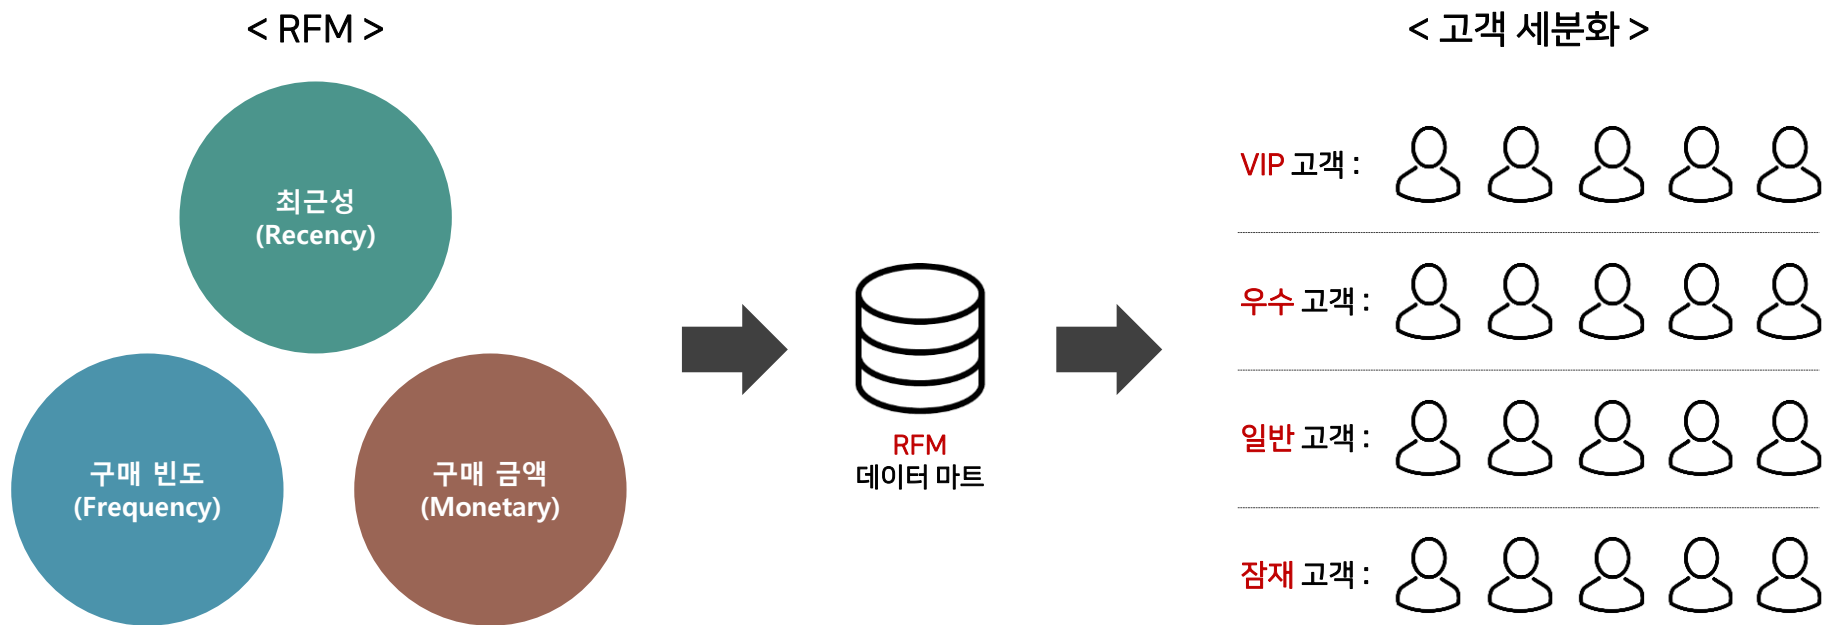 < RFM >
최근성
(Recency)
구매 빈도
(Frequency)
구매 금액
(Monetary)
RFM
데이터 마트
< 고객 세분화 >
VIP 고객 :
우수 고객 :
일반 고객 :
잠재 고객 :